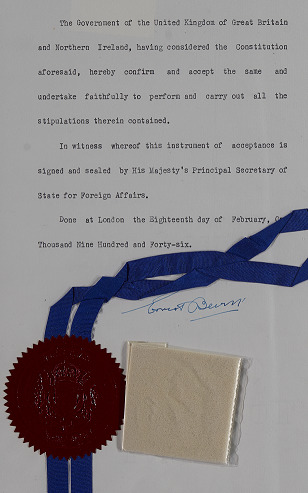 The Government of the United Kingdom of Great Britain
and Northern Ireland, having considered the Constitution
aforesaid, hereby confirm and accept the same and
undertake faithfully to perform and carry out all the
stipulations therein contained.
In witness whereof this instrument of acceptance is
signed and sealed by His Majesty's Principal Secretary of
State for Foreign Affairs.
Done at London the Eighteenth day of February,
Thousand Nine Hundred and Forty-six.
Ernest Bevin